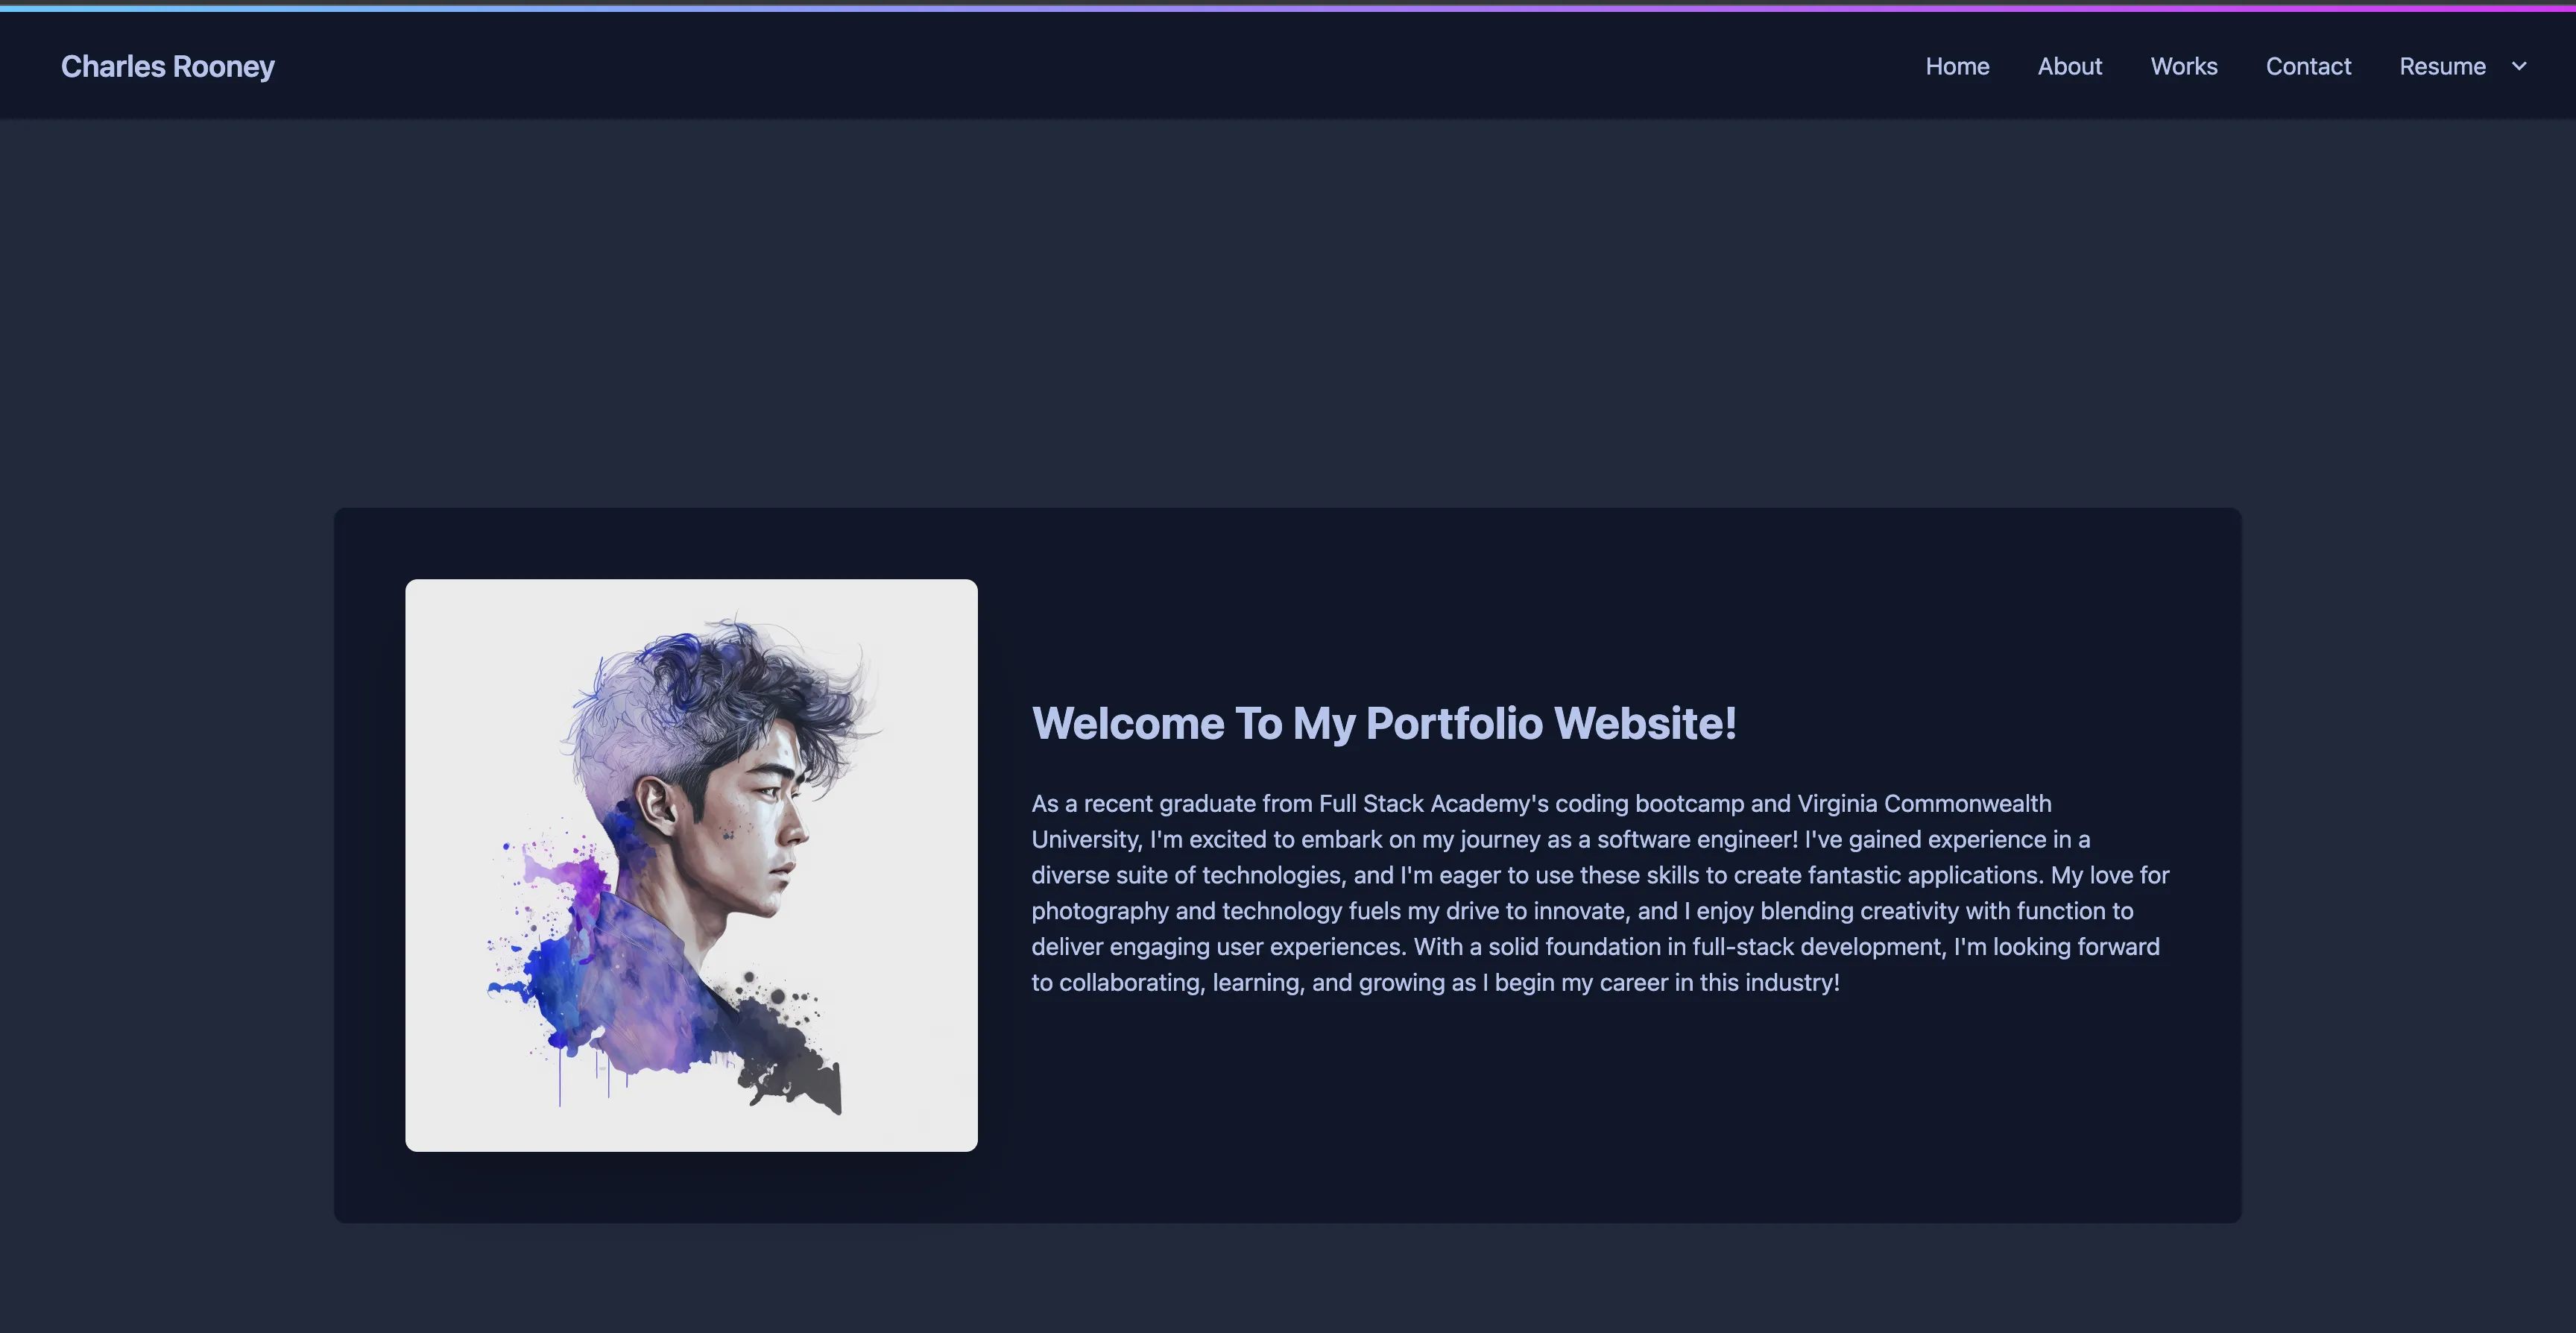 Charles Rooney
Home About Works Contact Resume
Welcome To My Portfolio Website!
As a recent graduate from Full Stack Academy's coding bootcamp and Virginia Commonwealth
University, I'm excited to embark on my journey as a software engineer! I've gained experience in a
diverse suite of technologies, and I'm eager to use these skills to create fantastic applications. My love for
photography and technology fuels my drive to innovate, and I enjoy blending creativity with function to
deliver engaging user experiences. With a solid foundation in full-stack development, I'm looking forward
to collaborating, learning, and growing as I begin my career in this industry!